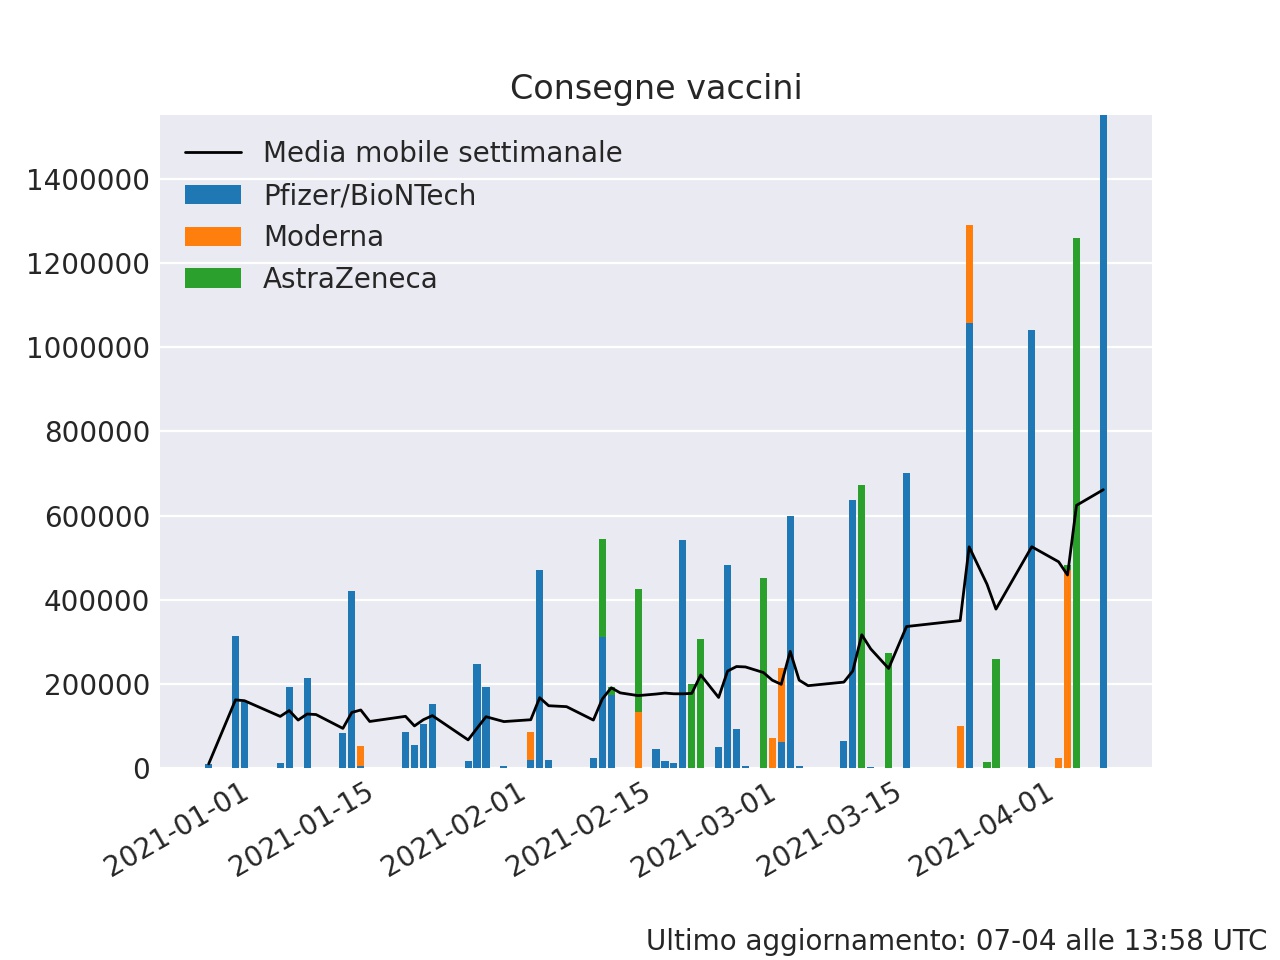 Consegne vaccini
Media mobile settimanale
Pfizer/BioNTech
Moderna
AstraZeneca
1400000
1200000
1000000
800000
600000
400000
200000
0
2021-01-01
2021-01-15
2021-02-01
2021-02-15
2021-03-01
2021-03-15
2021-04-01
Ultimo aggiornamento: 07-04 alle 13:58 UTC